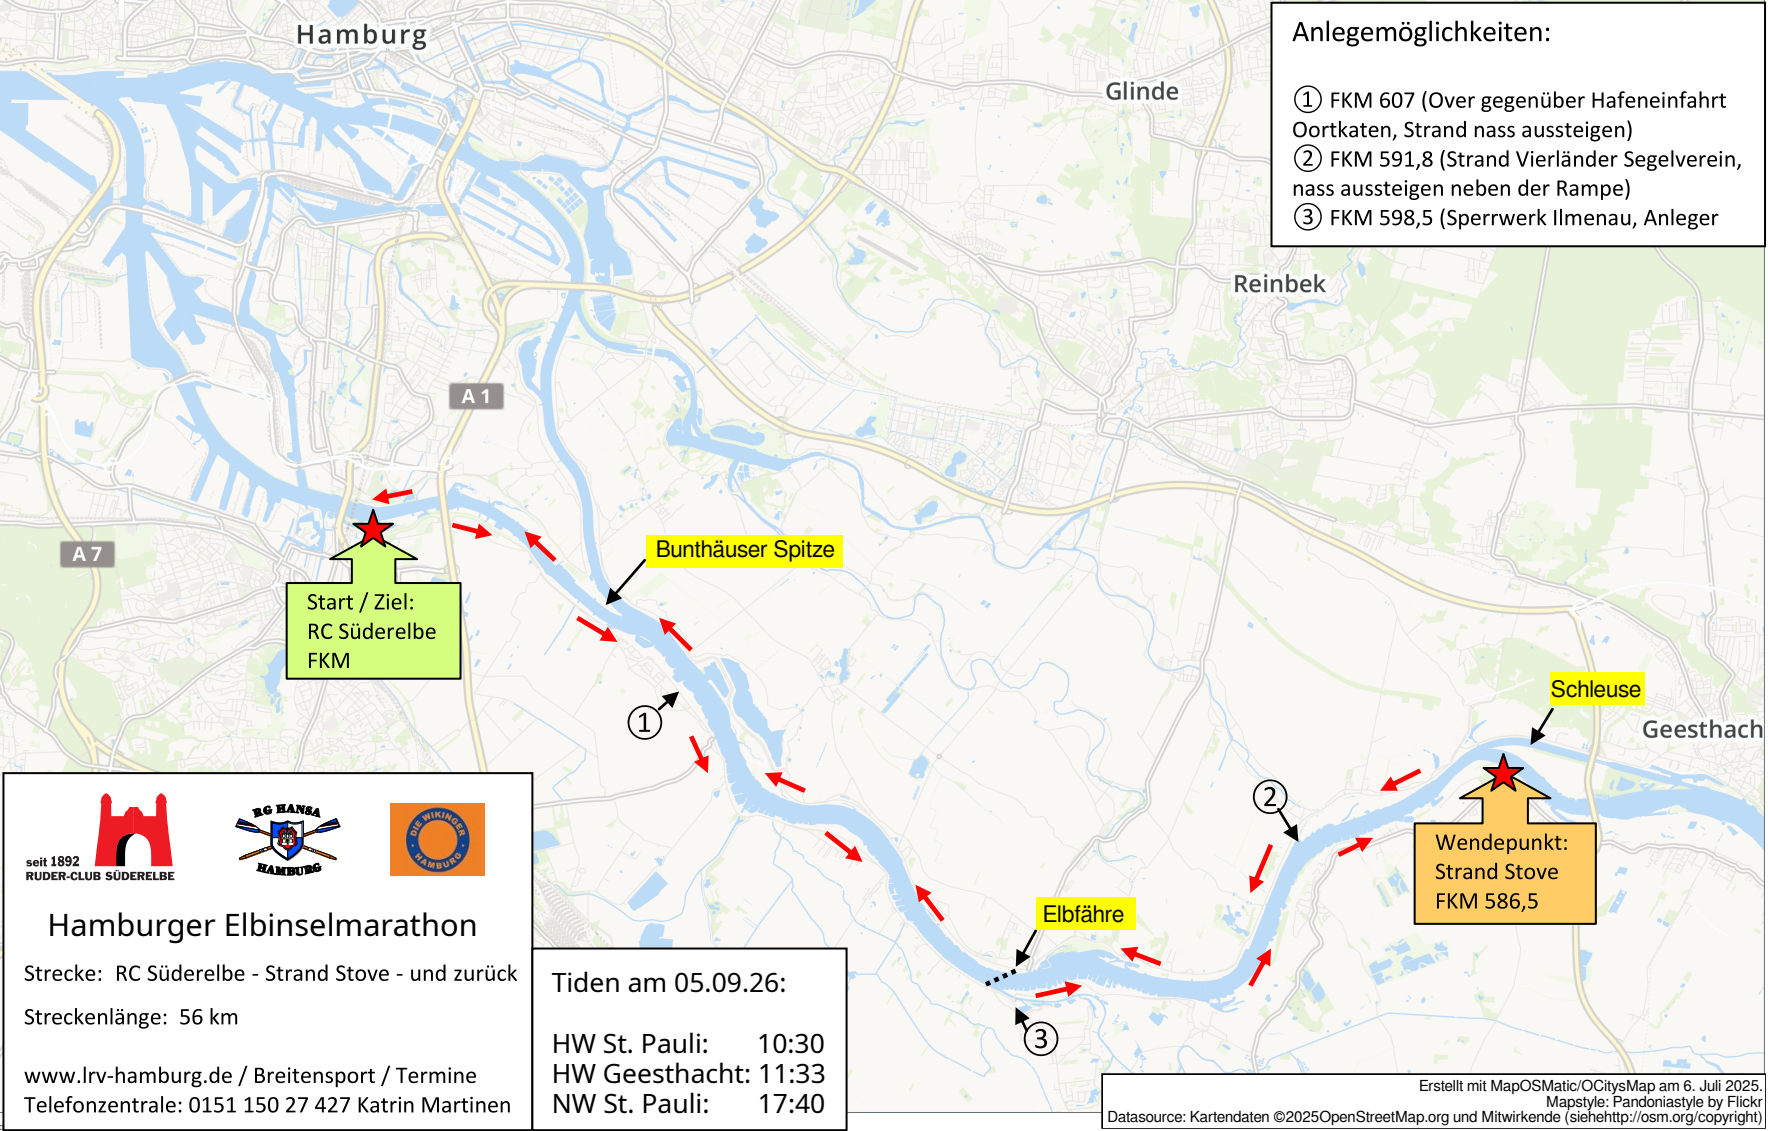 Hamburg
Glinde
Reinbek
A 1
A 7
Geesthach
Anlegemöglichkeiten:
① FKM 607 (Over gegenüber Hafeneinfahrt
Oortkaten, Strand nass aussteigen)
② FKM 591,8 (Strand Vierländer Segelverein,
nass aussteigen neben der Rampe)
③ FKM 598,5 (Sperrwerk Ilmenau, Anleger
Bunthäuser Spitze
Start / Ziel:
RC Süderelbe
FKM
①
②
③
Schleuse
Elbfähre
Wendepunkt:
Strand Stove
FKM 586,5
seit 1892
RUDER-CLUB SÜDERELBE
RG HANSA
HAMBURG
DIE WIKINGER
HAMBURG
Hamburger Elbinselmarathon
Strecke: RC Süderelbe - Strand Stove - und zurück
Streckenlänge: 56 km
www.lrv-hamburg.de / Breitensport / Termine
Telefonzentrale: 0151 150 27 427 Katrin Martinen
Tiden am 05.09.26:
HW St. Pauli: 10:30
HW Geesthacht: 11:33
NW St. Pauli: 17:40
Erstellt mit MapOSMatic/OCitysMap am 6. Juli 2025.
Mapstyle: Pandoniastyle by Flickr
Datasource: Kartendaten ©2025OpenStreetMap.org und Mitwirkende (siehehttp://osm.org/copyright)